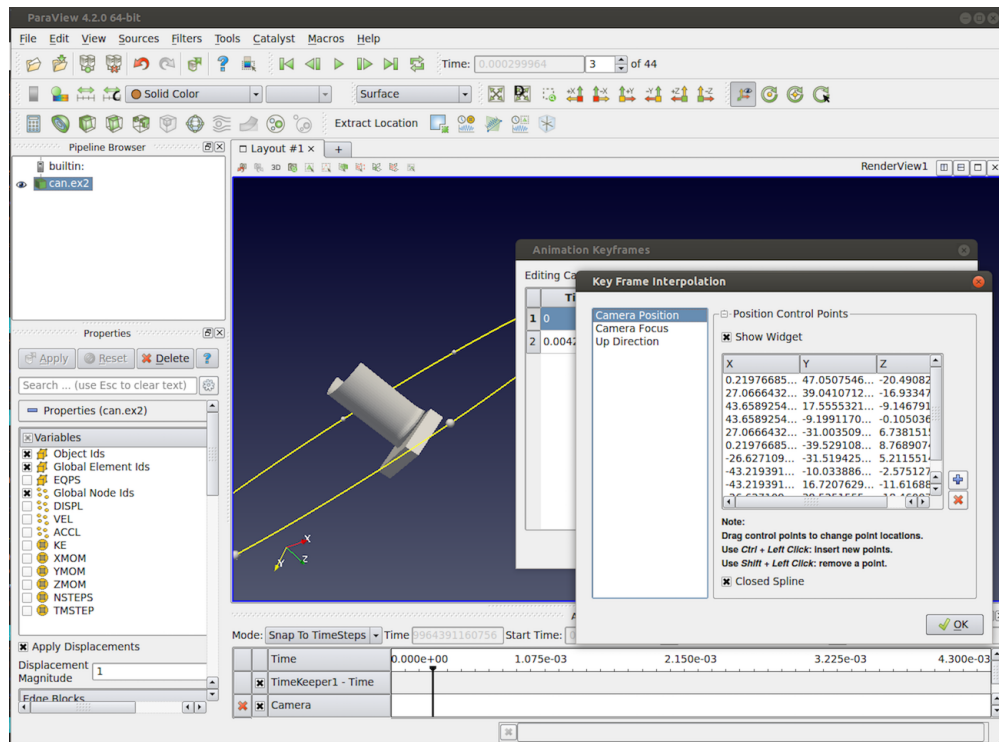 ParaView 4.2.0 64-bit
File Edit View Sources Filters Tools Catalyst Macros Help
Time: 0.000299964 3 of 44
Solid Color Surface
+X -X +Y -Y +Z -Z
Extract Location
Pipeline Browser
Layout #1 × +
3D RenderView1
builtin:
can.ex2
Properties
Apply Reset Delete ?
Search ... (use Esc to clear text)
Properties (can.ex2)
Variables
Object Ids
Global Element Ids
EQPS
Global Node Ids
DISPL
VEL
ACCL
KE
XMOM
YMOM
ZMOM
NSTEPS
TMSTEP
Apply Displacements
Displacement
Magnitude 1
Edge Blocks
X
Y
Z
Animation Keyframes
Editing Ca
Ti
1 0
2 0.0042
Key Frame Interpolation
Camera Position
Camera Focus
Up Direction
Position Control Points
Show Widget
X Y Z
0.21976685... 47.0507546... -20.49082
27.0666432... 39.0410712... -16.93347
43.6589254... 17.5555321... -9.146791
43.6589254... -9.1991170... -0.105036
27.0666432... -31.003509... 6.7381515
0.21976685... -39.529108... 8.7689074
-26.627109... -31.519425... 5.2115514
-43.219391... -10.033886... -2.575127
-43.219391... 16.7207629... -11.61688
Note:
Drag control points to change point locations.
Use Ctrl + Left Click: insert new points.
Use Shift + Left Click: remove a point.
Closed Spline
OK
Mode: Snap To TimeSteps Time 9964391160756 Start Time:
Time 0.000e+00 1.075e-03 2.150e-03 3.225e-03 4.300e-03
TimeKeeper1 - Time
Camera